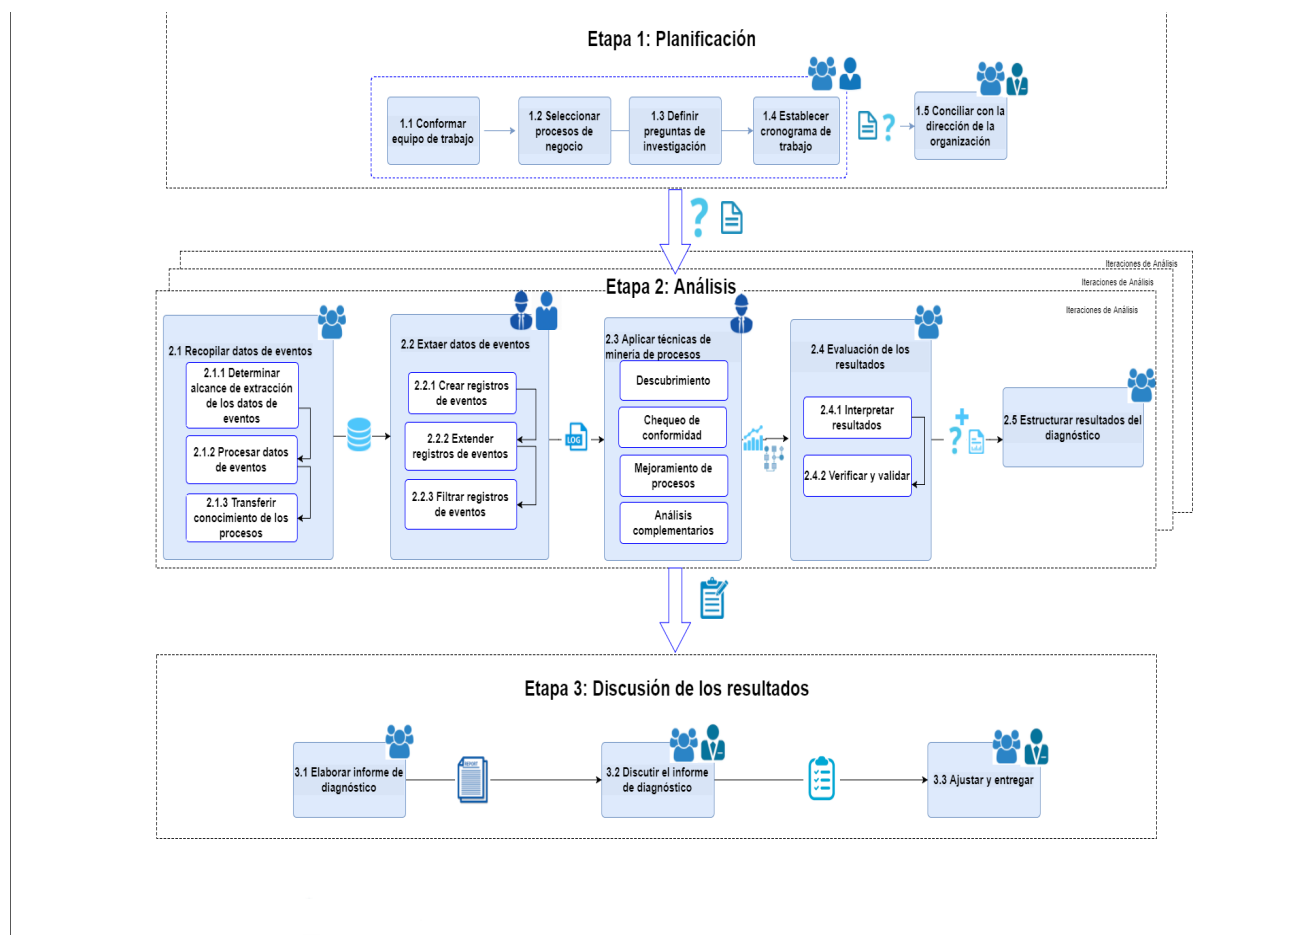 Etapa 1: Planificación
1.1 Conformar
equipo de trabajo
1.2 Seleccionar
procesos de
negocio
1.3 Definir
preguntas de
investigación
1.4 Establecer
cronograma de
trabajo
1.5 Conciliar con la
dirección de la
organización
Iteraciones de Análisis
Iteraciones de Análisis
Iteraciones de Análisis
Etapa 2: Análisis
2.1 Recopilar datos de eventos
2.1.1 Determinar
alcance de extracción
de los datos de
eventos
2.1.2 Procesar datos
de eventos
2.1.3 Transferir
conocimiento de los
procesos
2.2 Extaer datos de eventos
2.2.1 Crear registros
de eventos
2.2.2 Extender
registros de eventos
2.2.3 Filtrar registros
de eventos
LOG
2.3 Aplicar técnicas de
minería de procesos
Descubrimiento
Chequeo de
conformidad
Mejoramiento de
procesos
Análisis
complementarios
2.4 Evaluación de los
resultados
2.4.1 Interpretar
resultados
2.4.2 Verificar y validar
2.5 Estructurar resultados del
diagnóstico
Etapa 3: Discusión de los resultados
3.1 Elaborar informe de
diagnóstico
REPORT
3.2 Discutir el informe
de diagnóstico
3.3 Ajustar y entregar